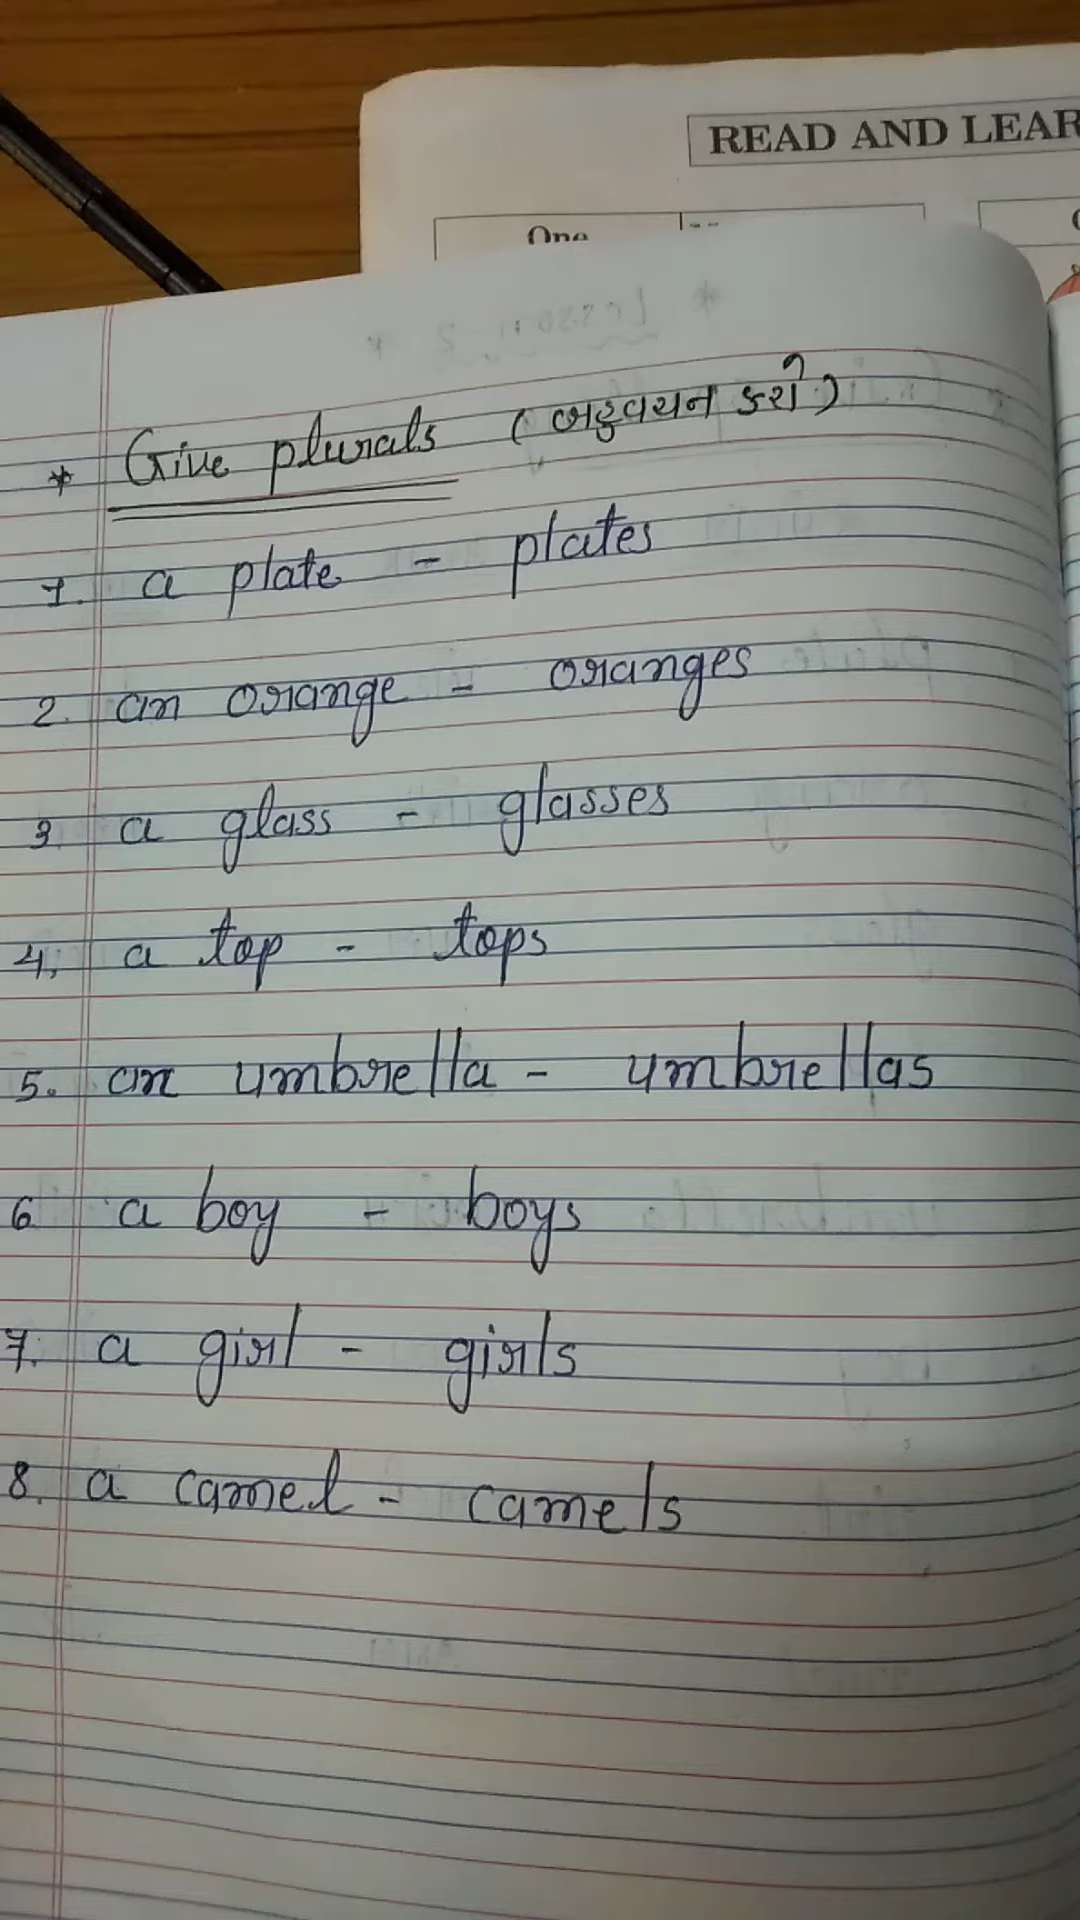 READ AND LEAR
One
* Give plurals (બહુવચન કરો)
1. a plate - plates
2. an orange - oranges
3. a glass - glasses
4. a top - tops
5. an umbrella - umbrellas
6 a boy - boys
7. a girl - girls
8. a camel - camels